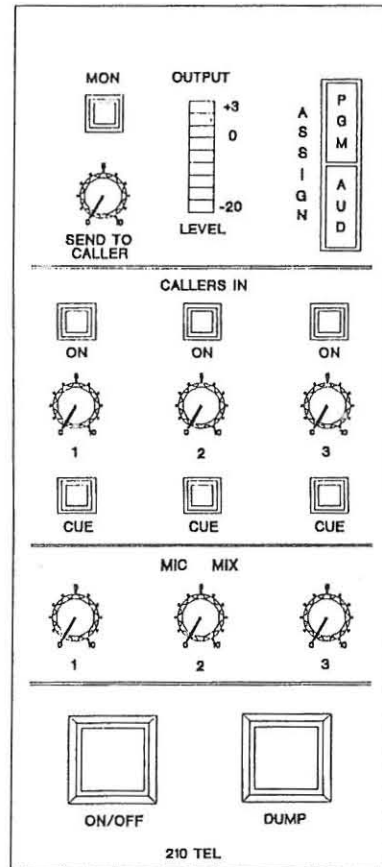 MON
OUTPUT
+3
0
-20
LEVEL
SEND TO
CALLER
ASSIGN
PGM
AUD
CALLERS IN
ON ON ON
1 2 3
CUE CUE CUE
MIC MIX
1 2 3
ON/OFF DUMP
210 TEL